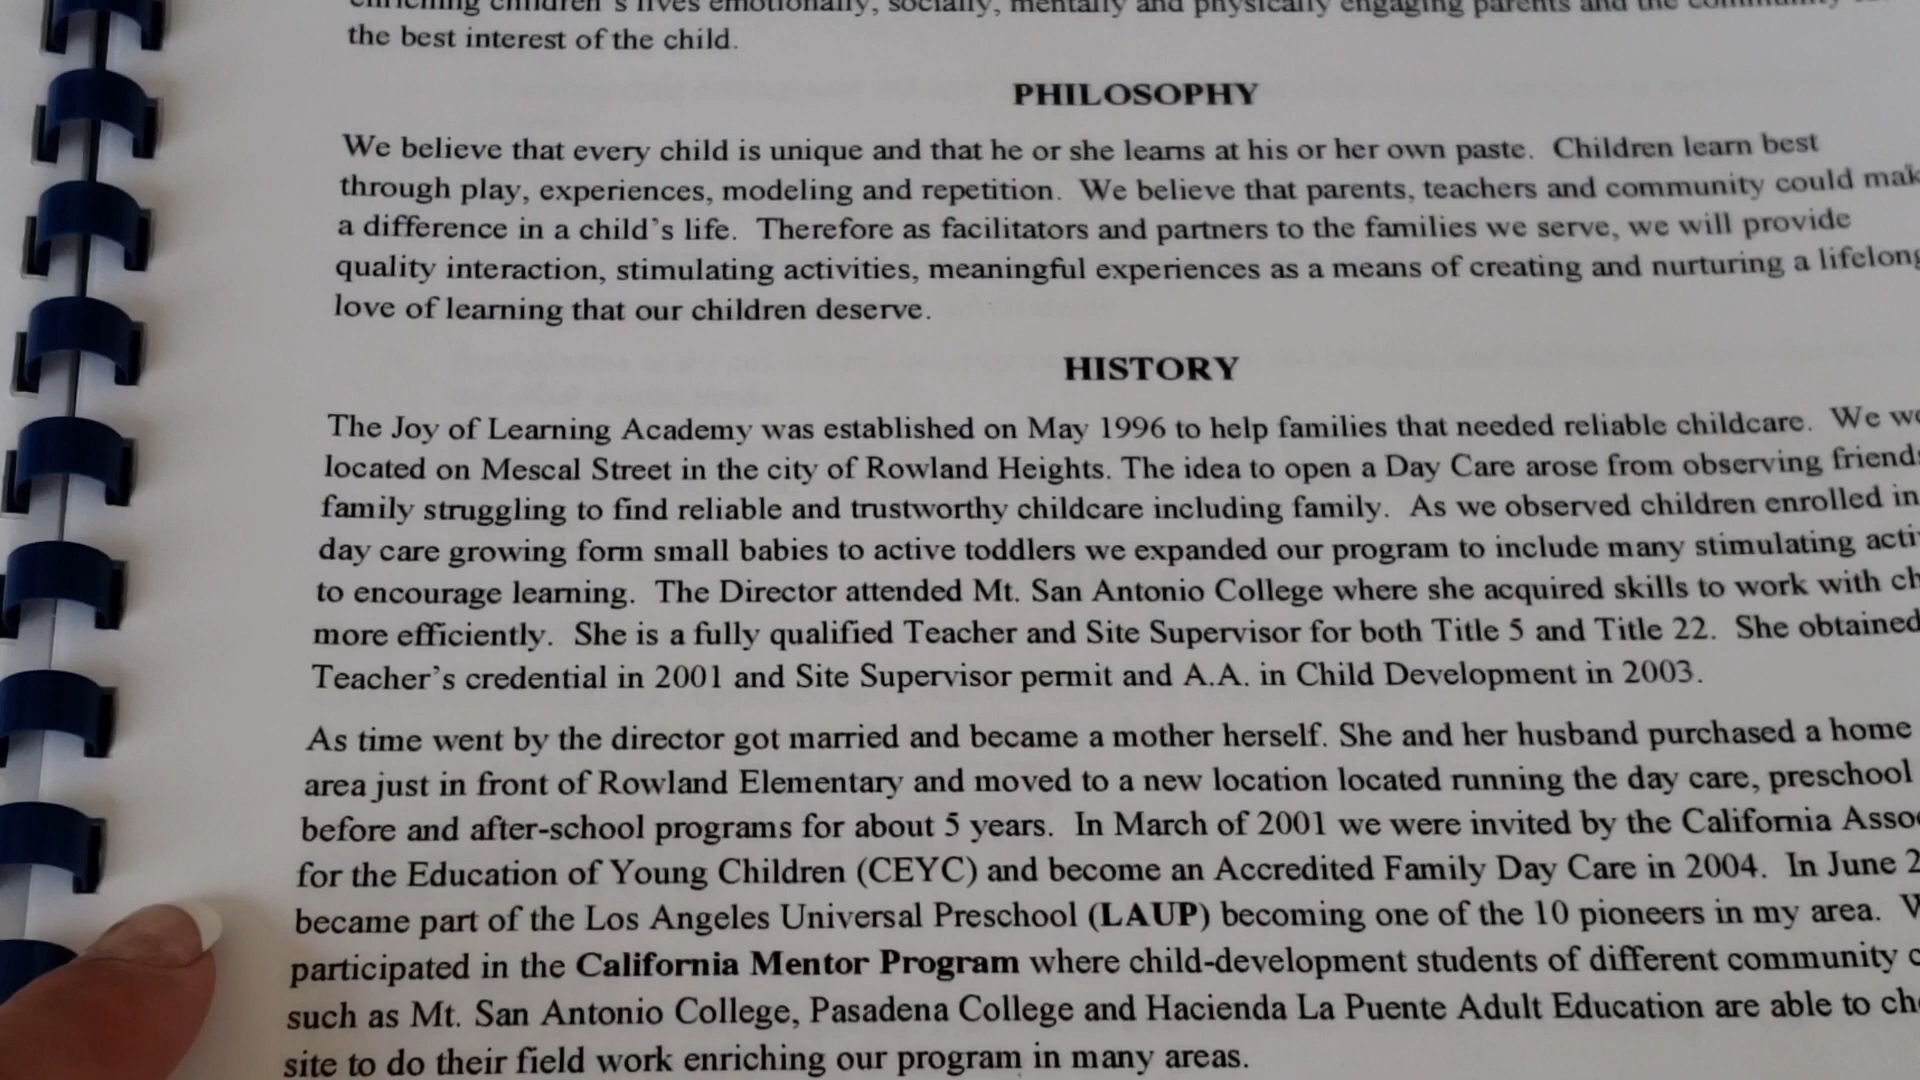 enriching children's lives emotionally, socially, mentally and physically engaging parents and the community
the best interest of the child.
PHILOSOPHY
We believe that every child is unique and that he or she learns at his or her own paste. Children learn best
through play, experiences, modeling and repetition. We believe that parents, teachers and community could mak
a difference in a child's life. Therefore as facilitators and partners to the families we serve, we will provide
quality interaction, stimulating activities, meaningful experiences as a means of creating and nurturing a lifelong
love of learning that our children deserve.
HISTORY
The Joy of Learning Academy was established on May 1996 to help families that needed reliable childcare. We
located on Mescal Street in the city of Rowland Heights. The idea to open a Day Care arose from observing friends
family struggling to find reliable and trustworthy childcare including family. As we observed children enrolled in
day care growing form small babies to active toddlers we expanded our program to include many stimulating acti
to encourage learning. The Director attended Mt. San Antonio College where she acquired skills to work with ch
more efficiently. She is a fully qualified Teacher and Site Supervisor for both Title 5 and Title 22. She obtained
Teacher's credential in 2001 and Site Supervisor permit and A.A. in Child Development in 2003.
As time went by the director got married and became a mother herself. She and her husband purchased a home
area just in front of Rowland Elementary and moved to a new location located running the day care, preschool
before and after-school programs for about 5 years. In March of 2001 we were invited by the California Asso
for the Education of Young Children (CEYC) and become an Accredited Family Day Care in 2004. In June 2
became part of the Los Angeles Universal Preschool (LAUP) becoming one of the 10 pioneers in my area.
participated in the California Mentor Program where child-development students of different community c
such as Mt. San Antonio College, Pasadena College and Hacienda La Puente Adult Education are able to ch
site to do their field work enriching our program in many areas.